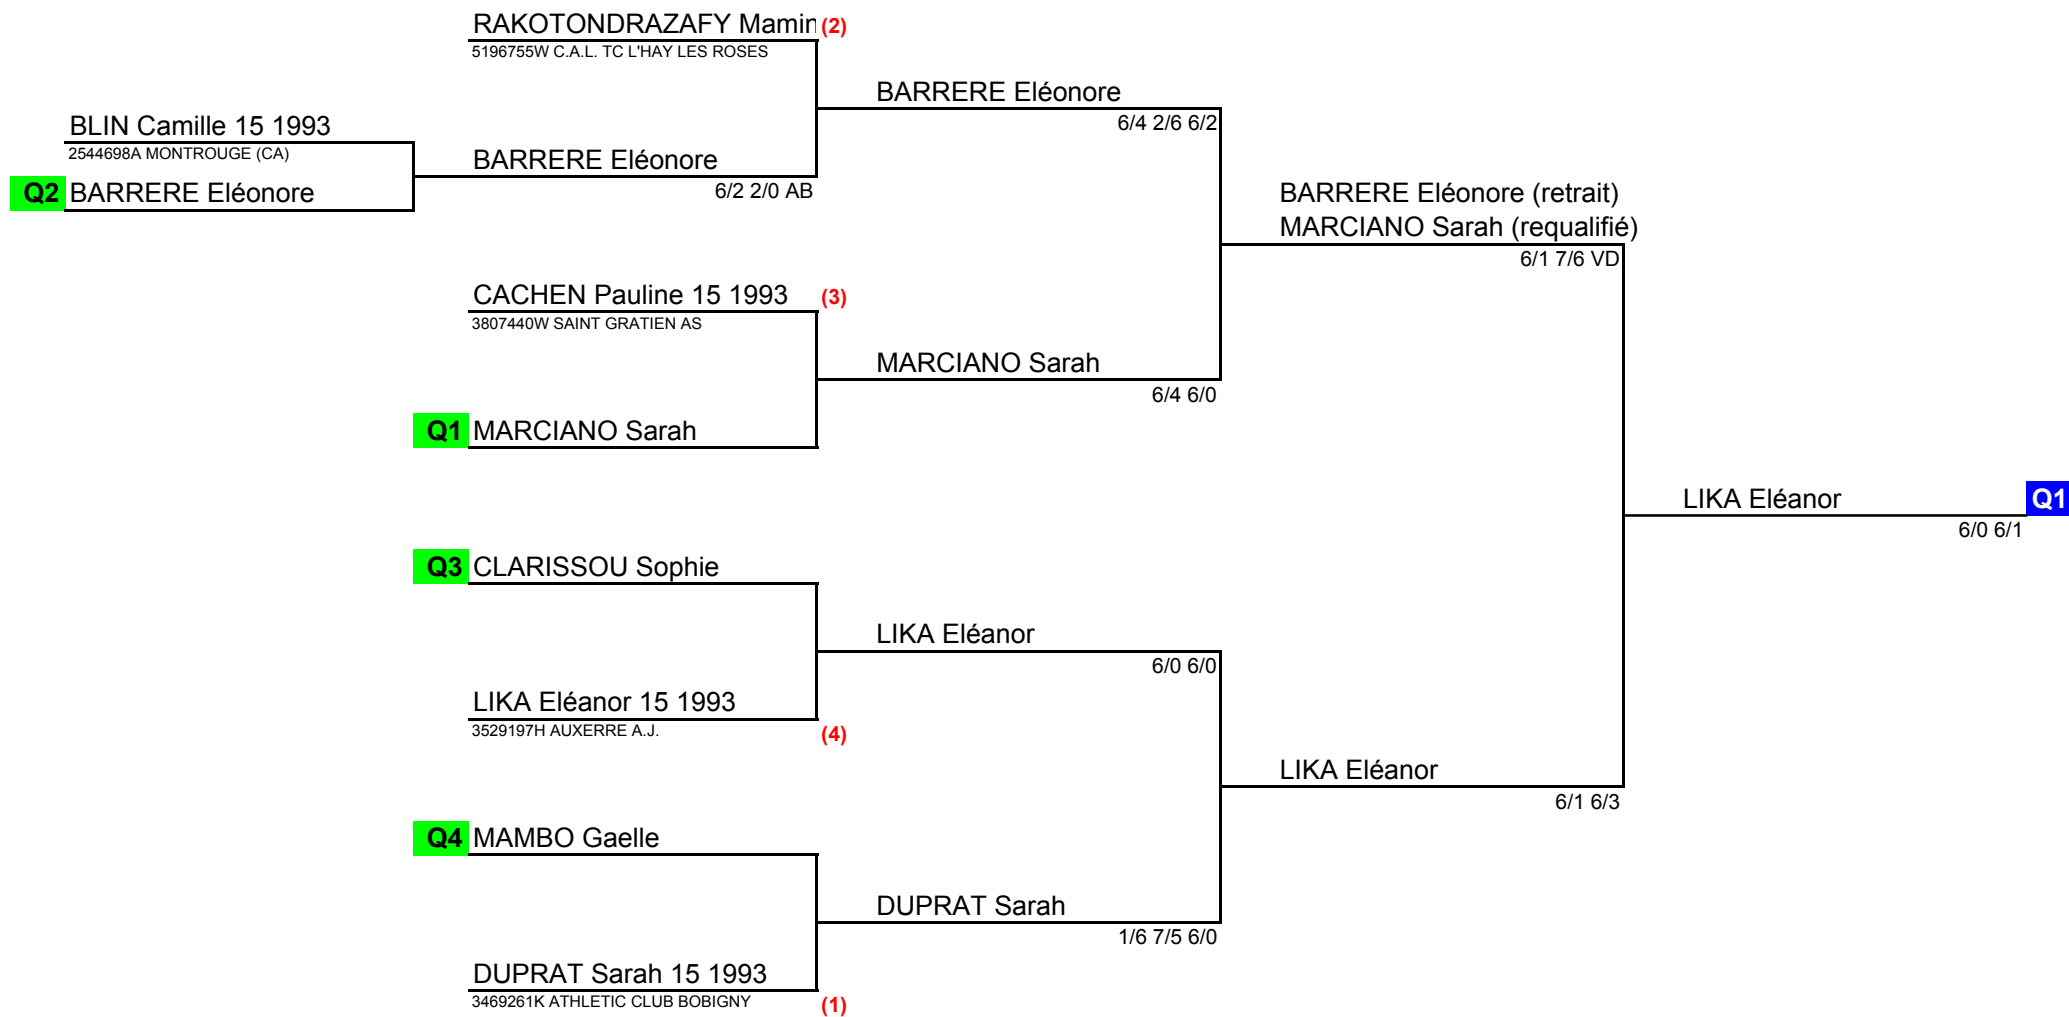 RAKOTONDRAZAFY Mamin (2)
5196755W C.A.L. TC L'HAY LES ROSES
BARRERE Eléonore
6/4 2/6 6/2
BLIN Camille 15 1993
2544698A MONTROUGE (CA)
BARRERE Eléonore
6/2 2/0 AB
Q2 BARRERE Eléonore
BARRERE Eléonore (retrait)
MARCIANO Sarah (requalifié)
6/1 7/6 VD
CACHEN Pauline 15 1993 (3)
3807440W SAINT GRATIEN AS
MARCIANO Sarah
6/4 6/0
Q1 MARCIANO Sarah
LIKA Eléanor Q1
6/0 6/1
Q3 CLARISSOU Sophie
LIKA Eléanor
6/0 6/0
LIKA Eléanor 15 1993
3529197H AUXERRE A.J. (4)
LIKA Eléanor
6/1 6/3
Q4 MAMBO Gaelle
DUPRAT Sarah
1/6 7/5 6/0
DUPRAT Sarah 15 1993
3469261K ATHLETIC CLUB BOBIGNY (1)